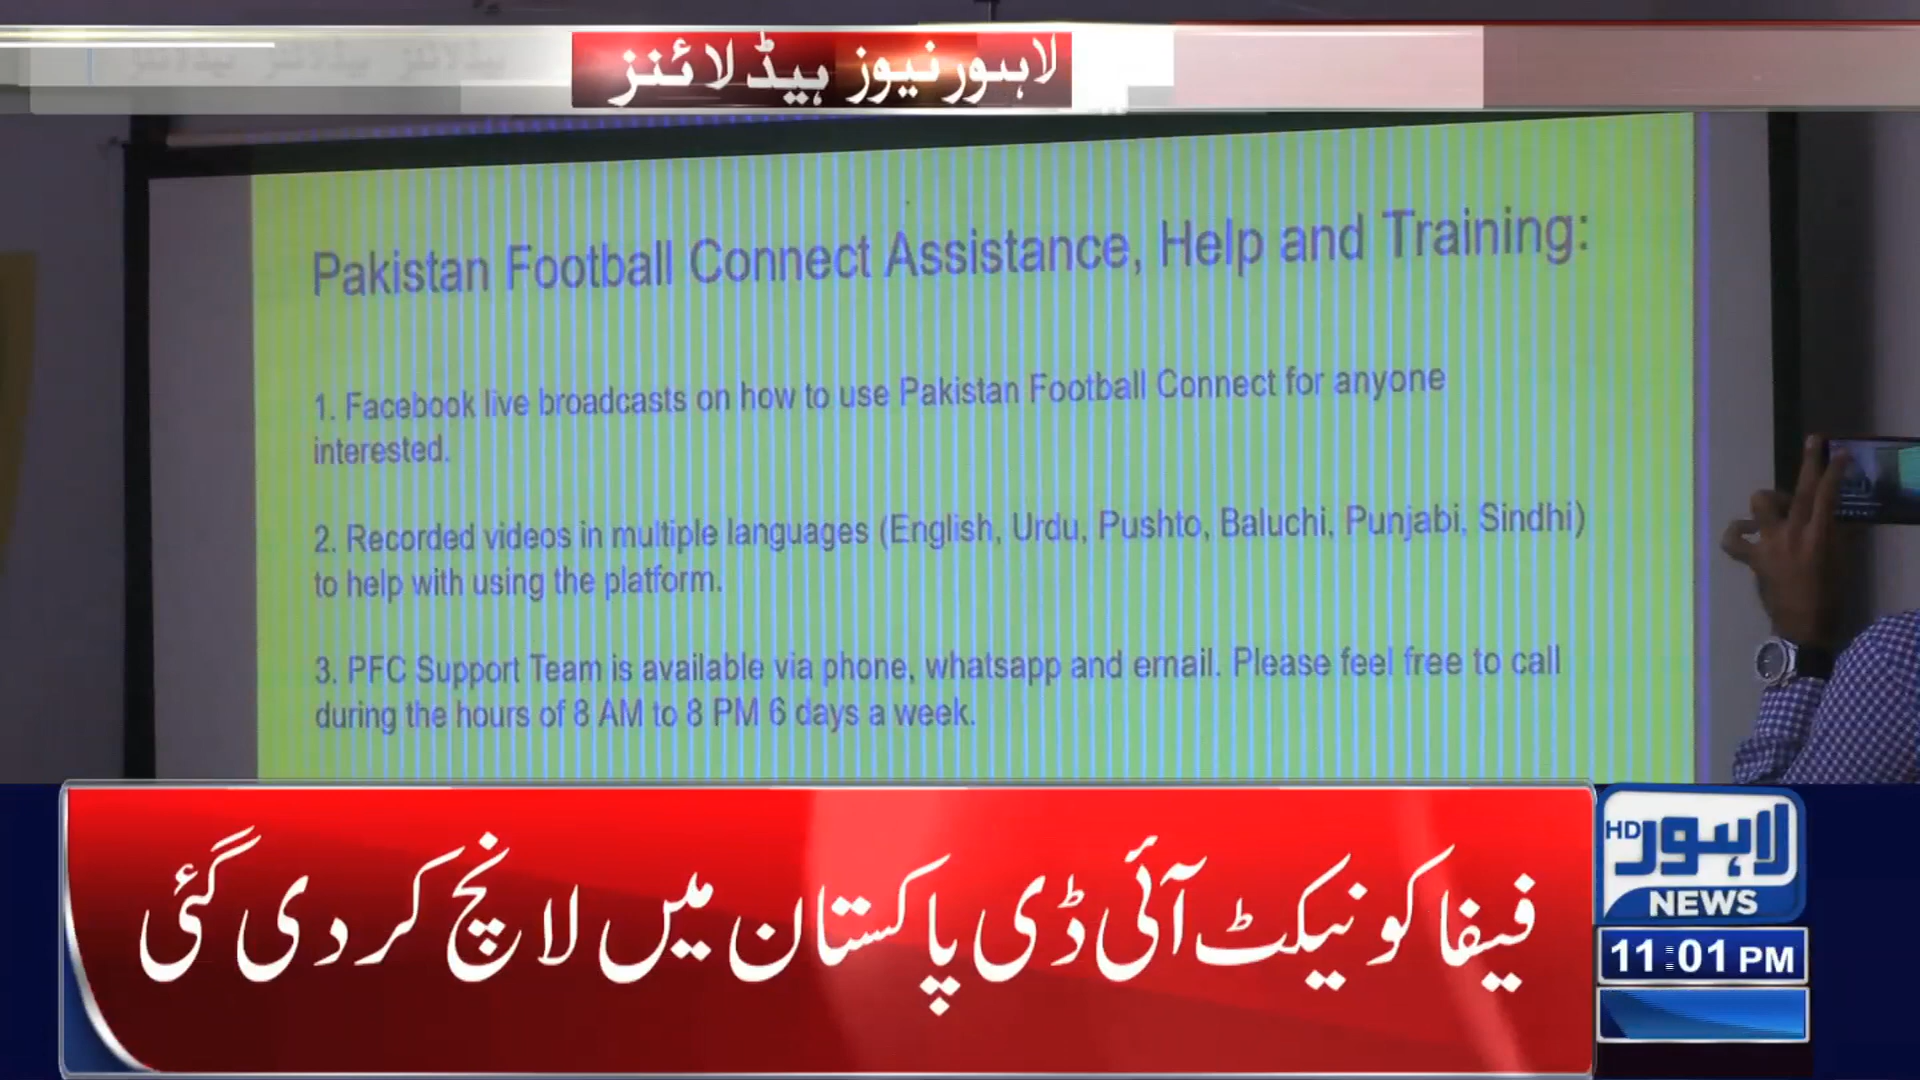 لاہور نیوز ہیڈ لائنز
Pakistan Football Connect Assistance, Help and Training:
1. Facebook live broadcasts on how to use Pakistan Football Connect for anyone
interested.
2. Recorded videos in multiple languages (English, Urdu, Pushto, Baluchi, Punjabi, Sindhi)
to help with using the platform.
3. PFC Support Team is available via phone, whatsapp and email. Please feel free to call
during the hours of 8 AM to 8 PM 6 days a week.
فیفا کونیکٹ آئی ڈی پاکستان میں لانچ کر دی گئی
HD لاہور
NEWS
11:01 PM